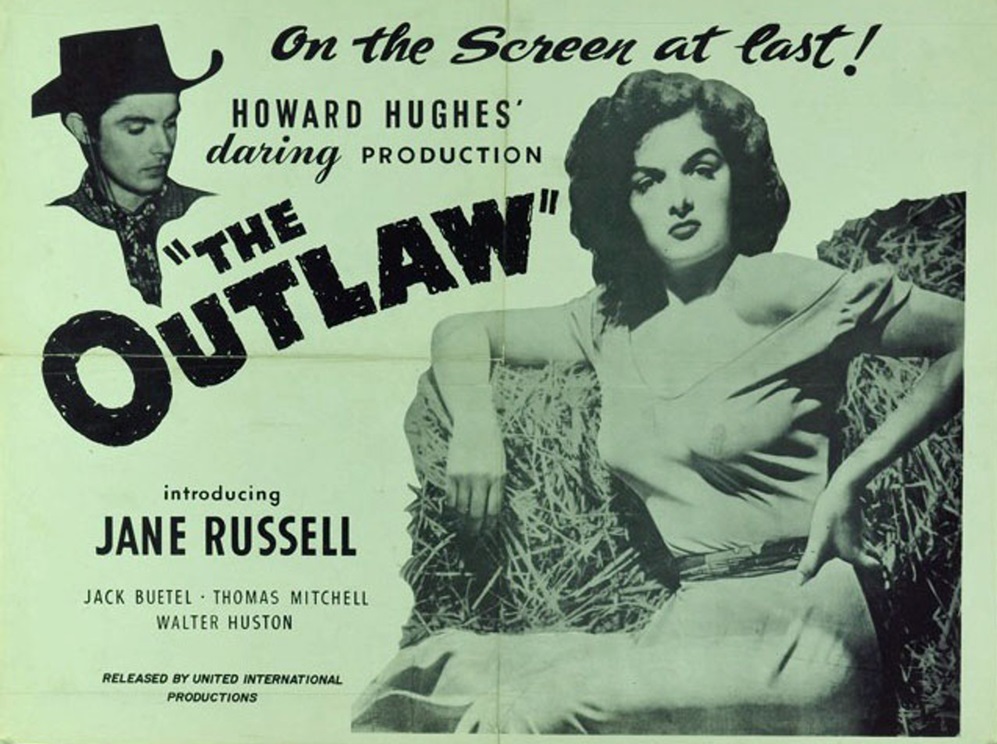 On the Screen at last!
HOWARD HUGHES'
daring PRODUCTION
"THE
OUTLAW"
introducing
JANE RUSSELL
JACK BUETEL · THOMAS MITCHELL
WALTER HUSTON
RELEASED BY UNITED INTERNATIONAL
PRODUCTIONS